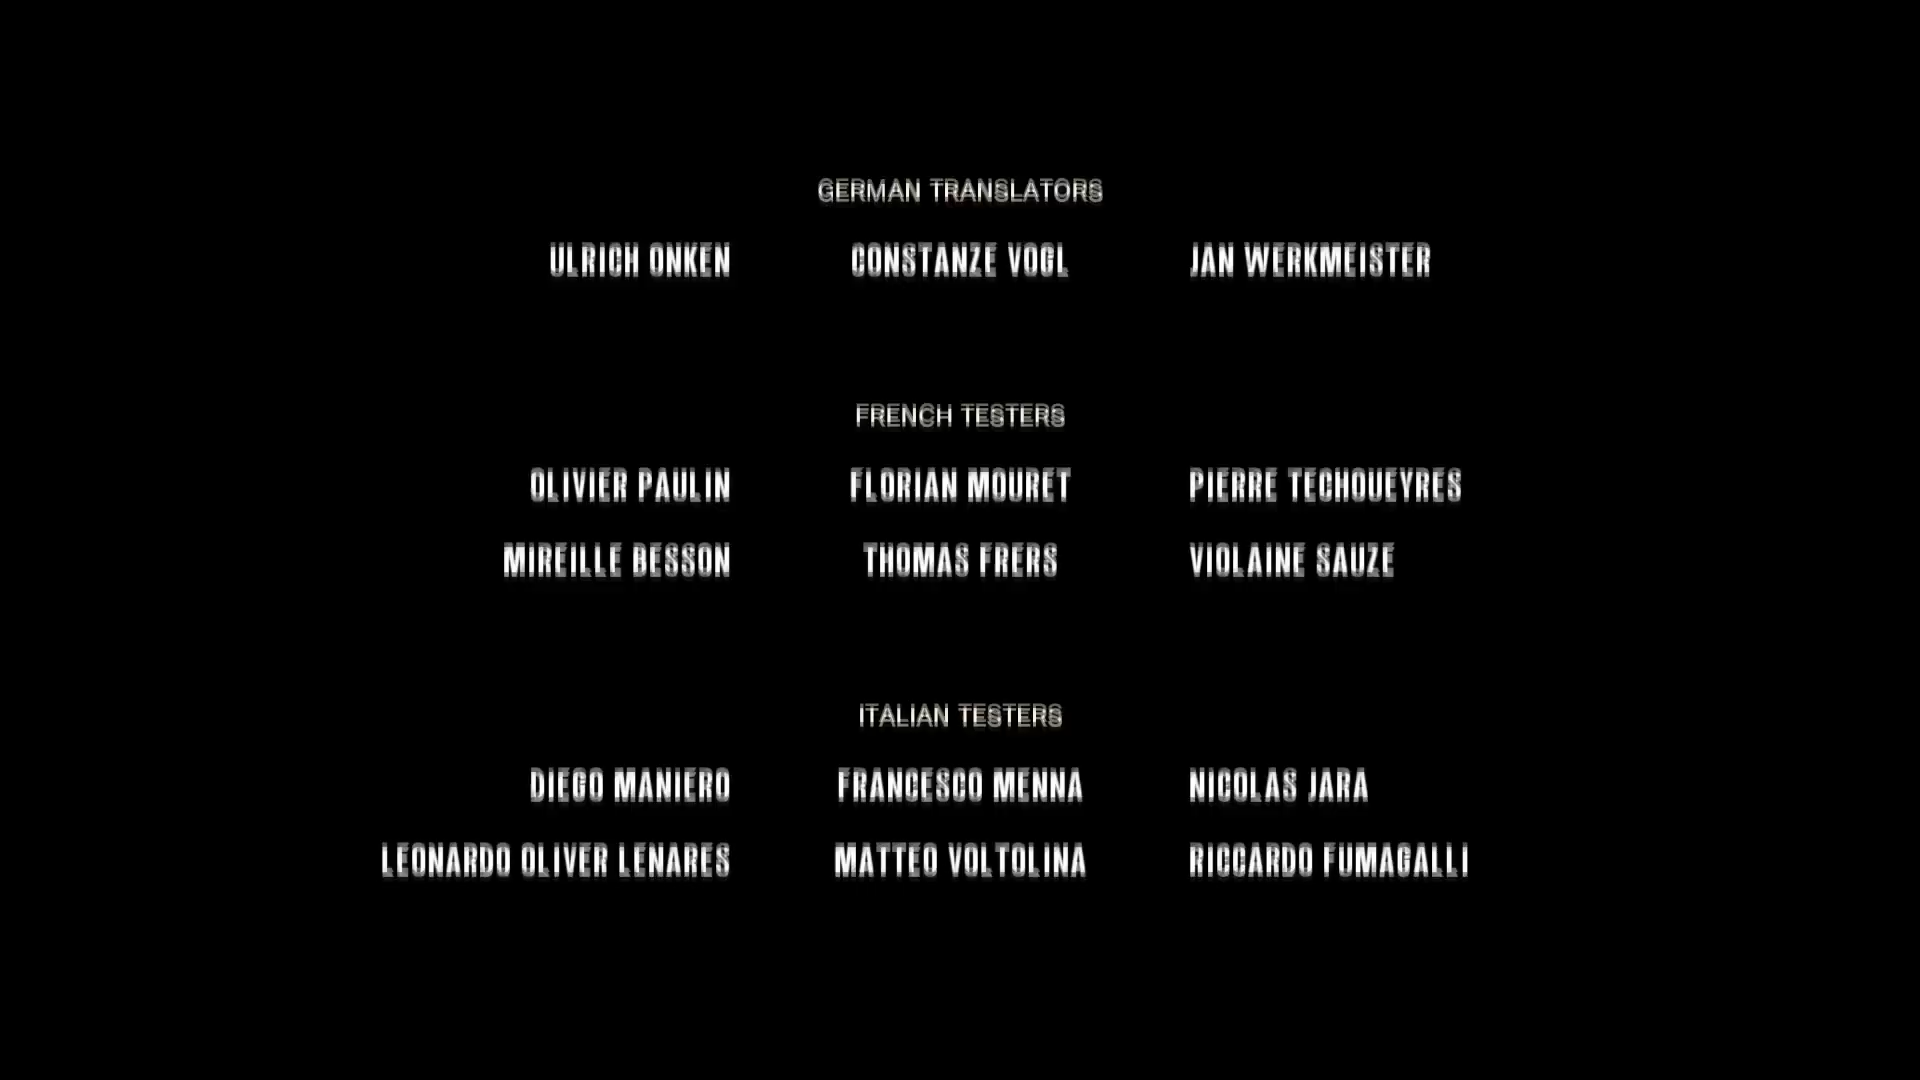 GERMAN TRANSLATORS
ULRICH ONKEN CONSTANZE VOGL JAN WERKMEISTER
FRENCH TESTERS
OLIVIER PAULIN FLORIAN MOURET PIERRE TECHOUEYRES
MIREILLE BESSON THOMAS FRERS VIOLAINE SAUZE
ITALIAN TESTERS
DIEGO MANIERO FRANCESCO MENNA NICOLAS JARA
LEONARDO OLIVER LENARES MATTEO VOLTOLINA RICCARDO FUMAGALLI